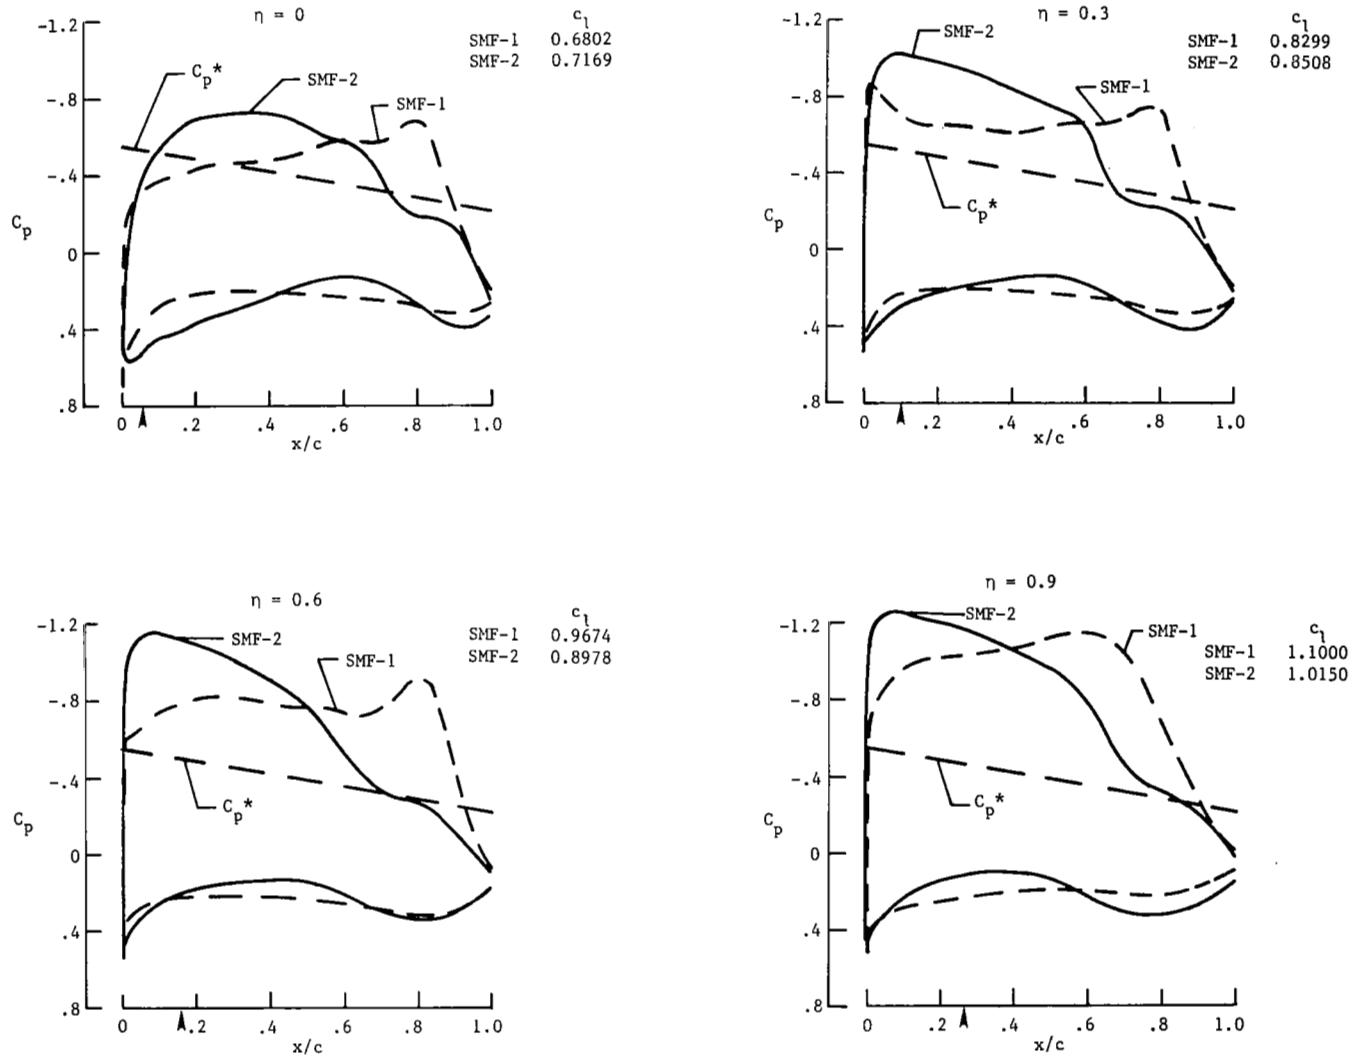 η = 0
c_l
SMF-1 0.6802
SMF-2 0.7169
-1.2
-.8
-.4
0
.4
.8
C_p
C_p*
SMF-2
SMF-1
0 .2 .4 .6 .8 1.0
x/c
η = 0.3
c_l
SMF-1 0.8299
SMF-2 0.8508
-1.2
-.8
-.4
0
.4
.8
C_p
SMF-2
SMF-1
C_p*
0 .2 .4 .6 .8 1.0
x/c
η = 0.6
c_l
SMF-1 0.9674
SMF-2 0.8978
-1.2
-.8
-.4
0
.4
.8
C_p
SMF-2
SMF-1
C_p*
0 .2 .4 .6 .8 1.0
x/c
η = 0.9
c_l
SMF-1 1.1000
SMF-2 1.0150
-1.2
-.8
-.4
0
.4
.8
C_p
SMF-2
SMF-1
C_p*
0 .2 .4 .6 .8 1.0
x/c